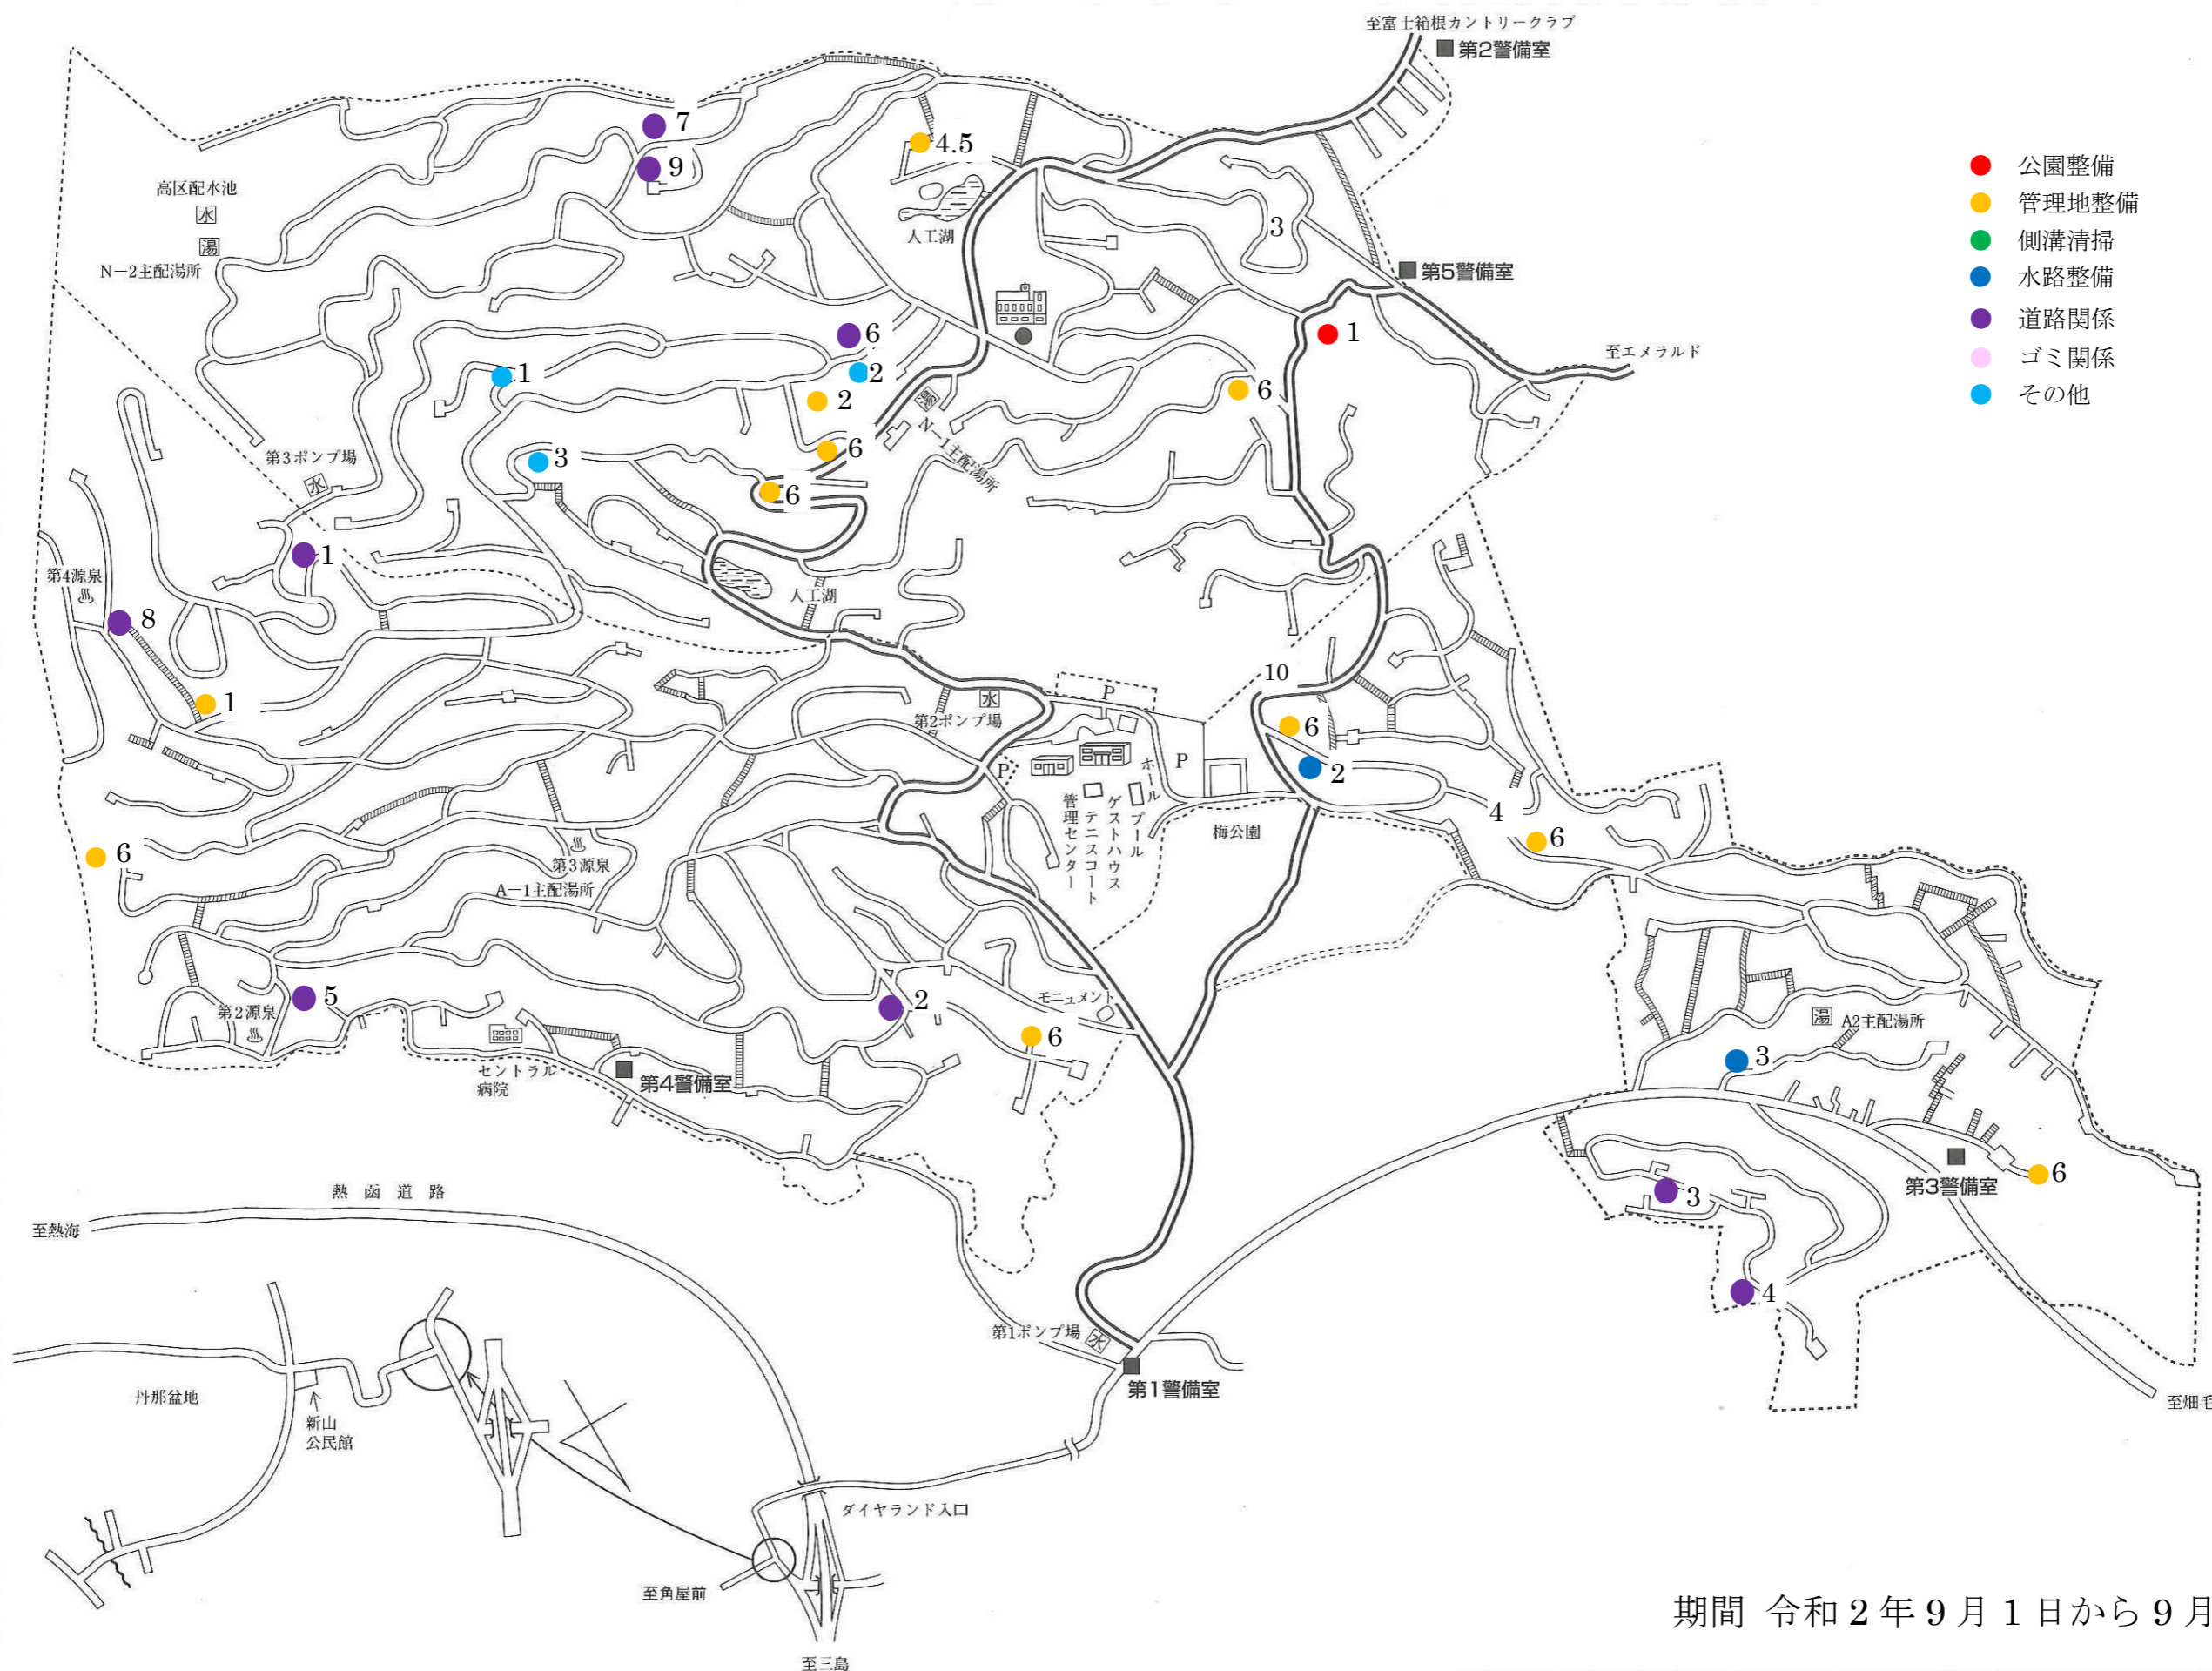 至富士箱根カントリークラブ
第2警備室
公園整備
管理地整備
側溝清掃
水路整備
道路関係
ゴミ関係
その他
7
9
4.5
高区配水池
水
湯
N−2主配湯所
人工湖
3
第5警備室
1
至エメラルド
6
2
2
1
6
6
6
3
湯
N−1主配湯所
第3ポンプ場
水
1
第4源泉
8
人工湖
1
10
P
水
第2ポンプ場
P
P
ホール
プール
ゲストハウス
テニスコート
管理センター
梅公園
6
2
4
6
6
第3源泉
A−1主配湯所
第2源泉
5
2
モニュメント
6
セントラル
病院
第4警備室
湯
A2主配湯所
3
第3警備室
6
3
4
熱函道路
至熱海
第1ポンプ場
水
第1警備室
至畑毛
丹那盆地
新山
公民館
ダイヤランド入口
至角屋前
至三島
期間 令和2年9月1日から9月